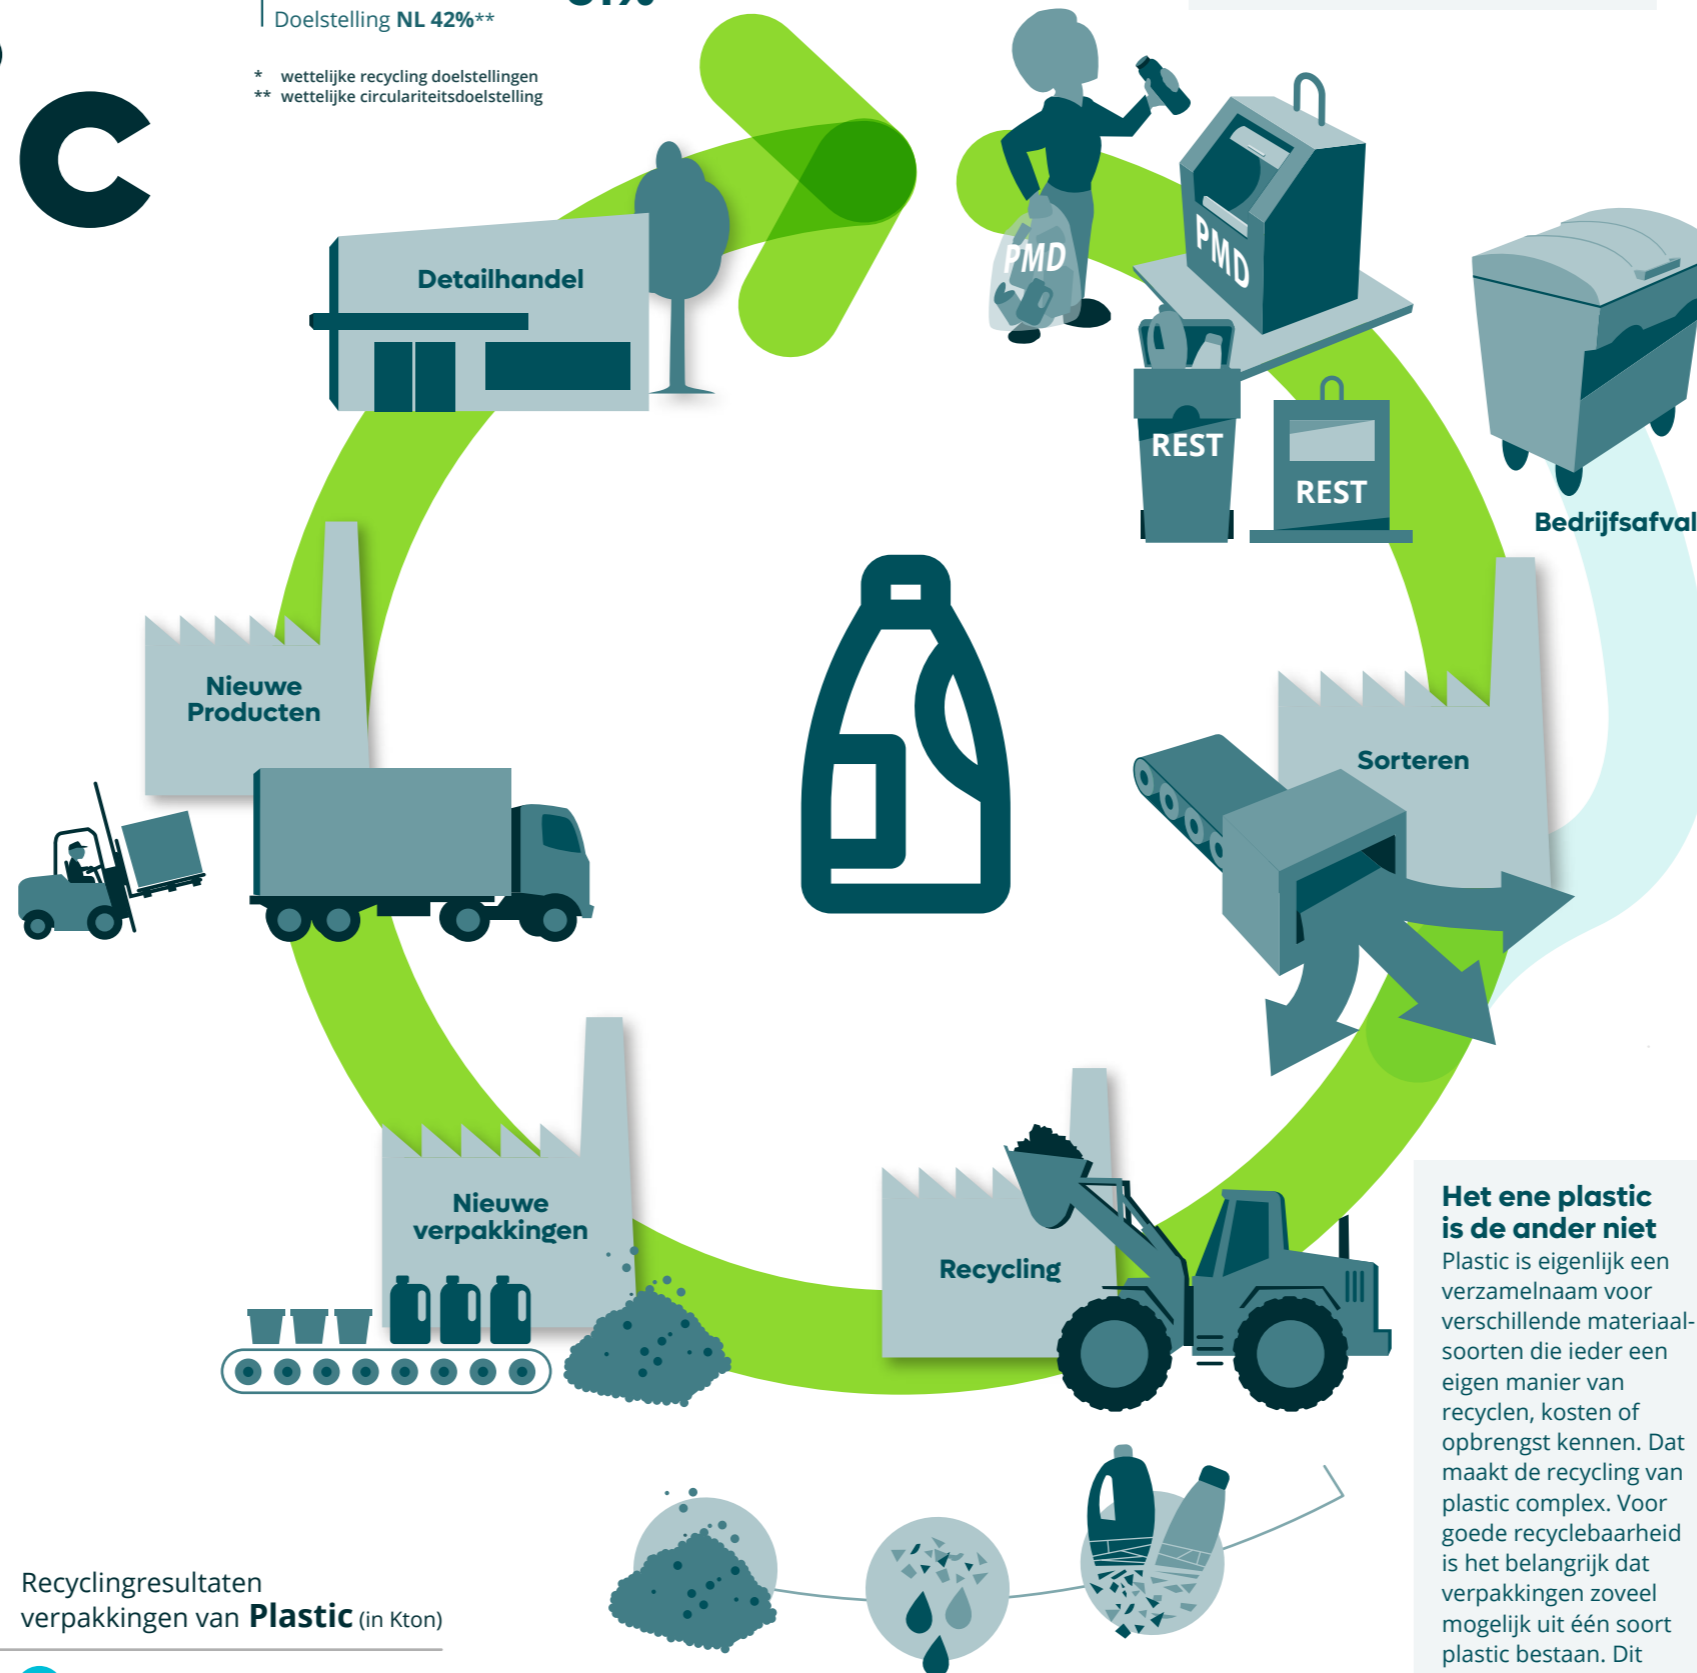 Doelstelling NL 42%**
* wettelijke recycling doelstellingen
** wettelijke circulariteitsdoelstelling
C
Detailhandel
PMD
PMD
REST
REST
Bedrijfsafval
Nieuwe
Producten
Sorteren
Nieuwe
verpakkingen
Recycling
Het ene plastic
is de ander niet
Plastic is eigenlijk een
verzamelnaam voor
verschillende materiaal-
soorten die ieder een
eigen manier van
recyclen, kosten of
opbrengst kennen. Dat
maakt de recycling van
plastic complex. Voor
goede recyclebaarheid
is het belangrijk dat
verpakkingen zoveel
mogelijk uit één soort
plastic bestaan. Dit
Recyclingresultaten
verpakkingen van Plastic (in Kton)